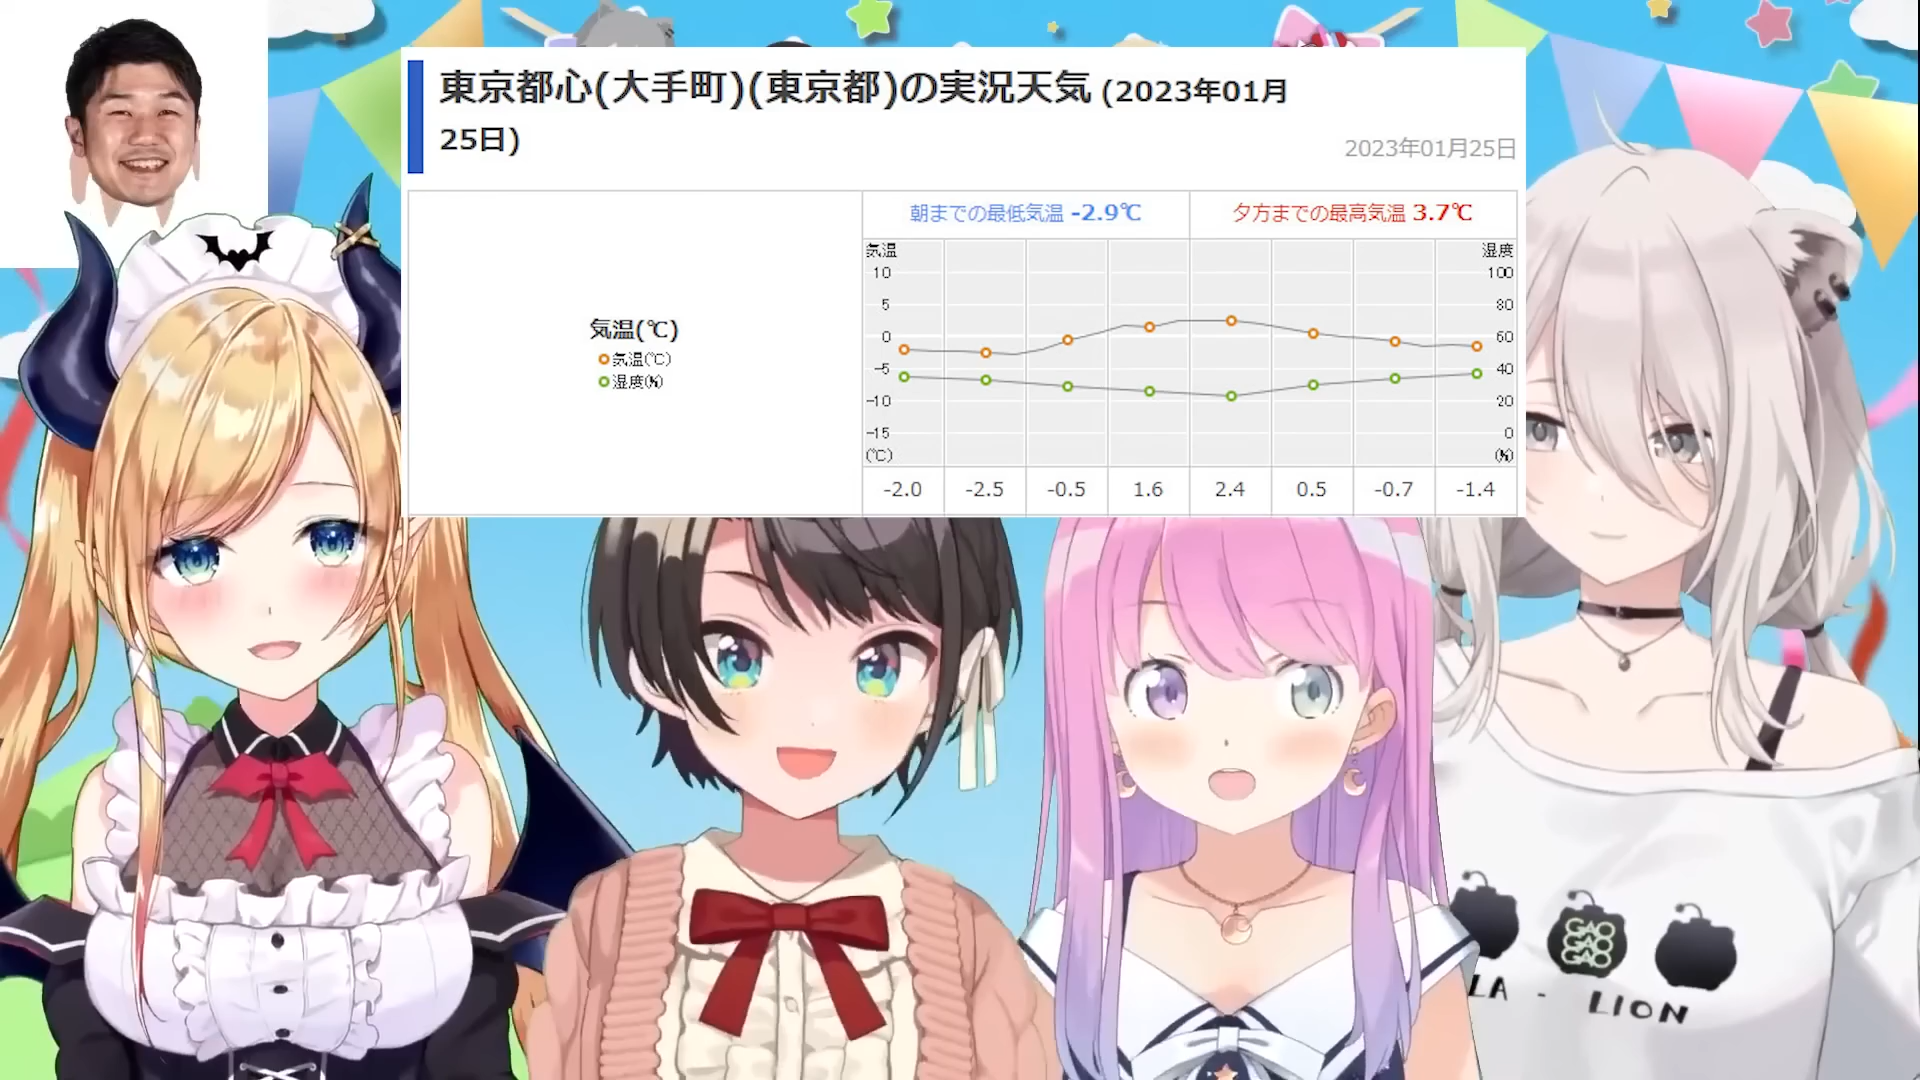 東京都心(大手町)(東京都)の実況天気 (2023年01月
25日)
2023年01月25日
朝までの最低気温 -2.9℃
夕方までの最高気温 3.7℃
気温(℃)
気温(℃)
湿度(%)
気温
10
5
0
-5
-10
-15
(℃)
湿度
100
80
60
40
20
0
(%)
-2.0 -2.5 -0.5 1.6 2.4 0.5 -0.7 -1.4
GAO
GAO
GAO
LA - LION